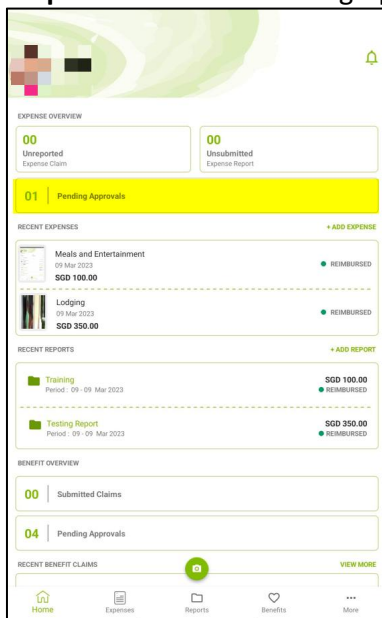 EXPENSE OVERVIEW
00
Unreported
Expense Claim
00
Unsubmitted
Expense Report
01 Pending Approvals
RECENT EXPENSES + ADD EXPENSE
Meals and Entertainment
09 Mar 2023
SGD 100.00
REIMBURSED
Lodging
09 Mar 2023
SGD 350.00
REIMBURSED
RECENT REPORTS + ADD REPORT
Training
Period : 09 - 09 Mar 2023
SGD 100.00
REIMBURSED
Testing Report
Period : 09 - 09 Mar 2023
SGD 350.00
REIMBURSED
BENEFIT OVERVIEW
00 Submitted Claims
04 Pending Approvals
RECENT BENEFIT CLAIMS VIEW MORE
Home Expenses Reports Benefits More